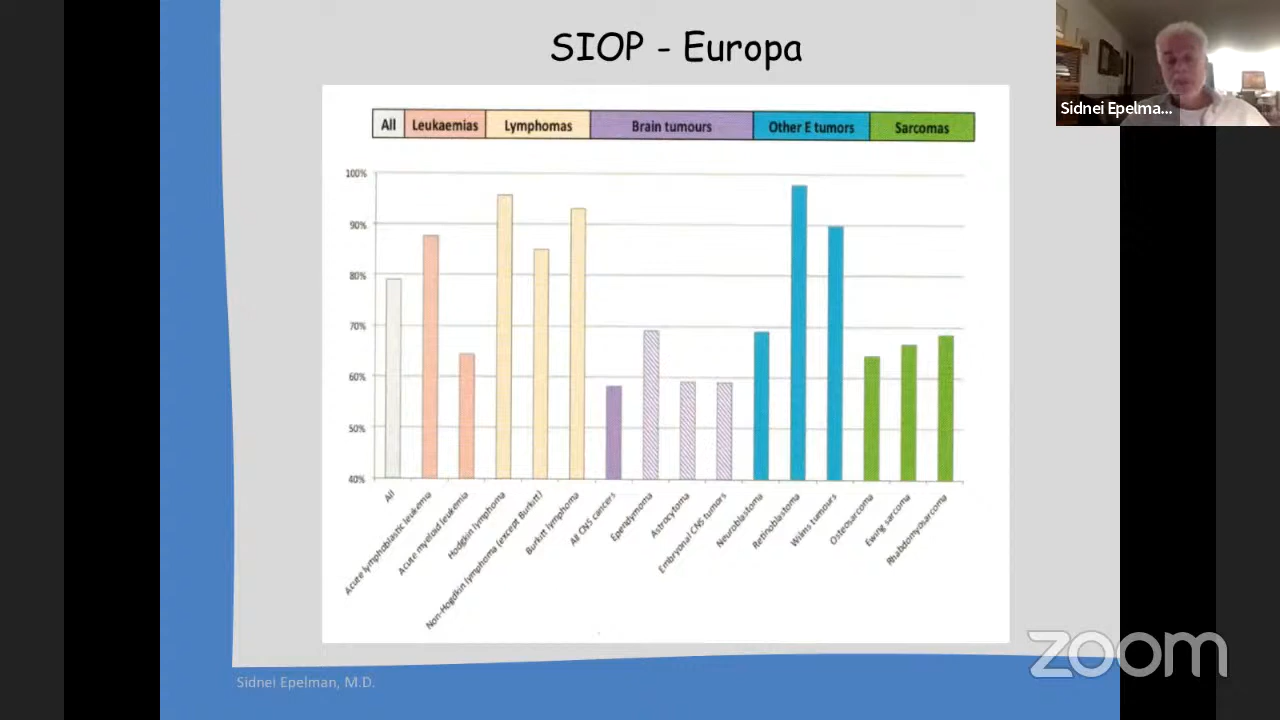 SIOP - Europa
Sidnei Epelma...
All Leukaemias Lymphomas Brain tumours Other E tumors Sarcomas
100%
90%
80%
70%
60%
50%
40%
All
Acute lymphoblastic leukemia
Acute myeloid leukemia
Hodgkin lymphoma
Non-Hogdkin lymphoma (except Burkitt)
Burkitt lymphoma
All CNS cancers
Ependymoma
Astrocytoma
Embryonal CNS tumors
Neuroblastoma
Retinoblastoma
Wilms tumours
Osteosarcoma
Ewing sarcoma
Rhabdomyosarcoma
zoom
Sidnei Epelman, M.D.